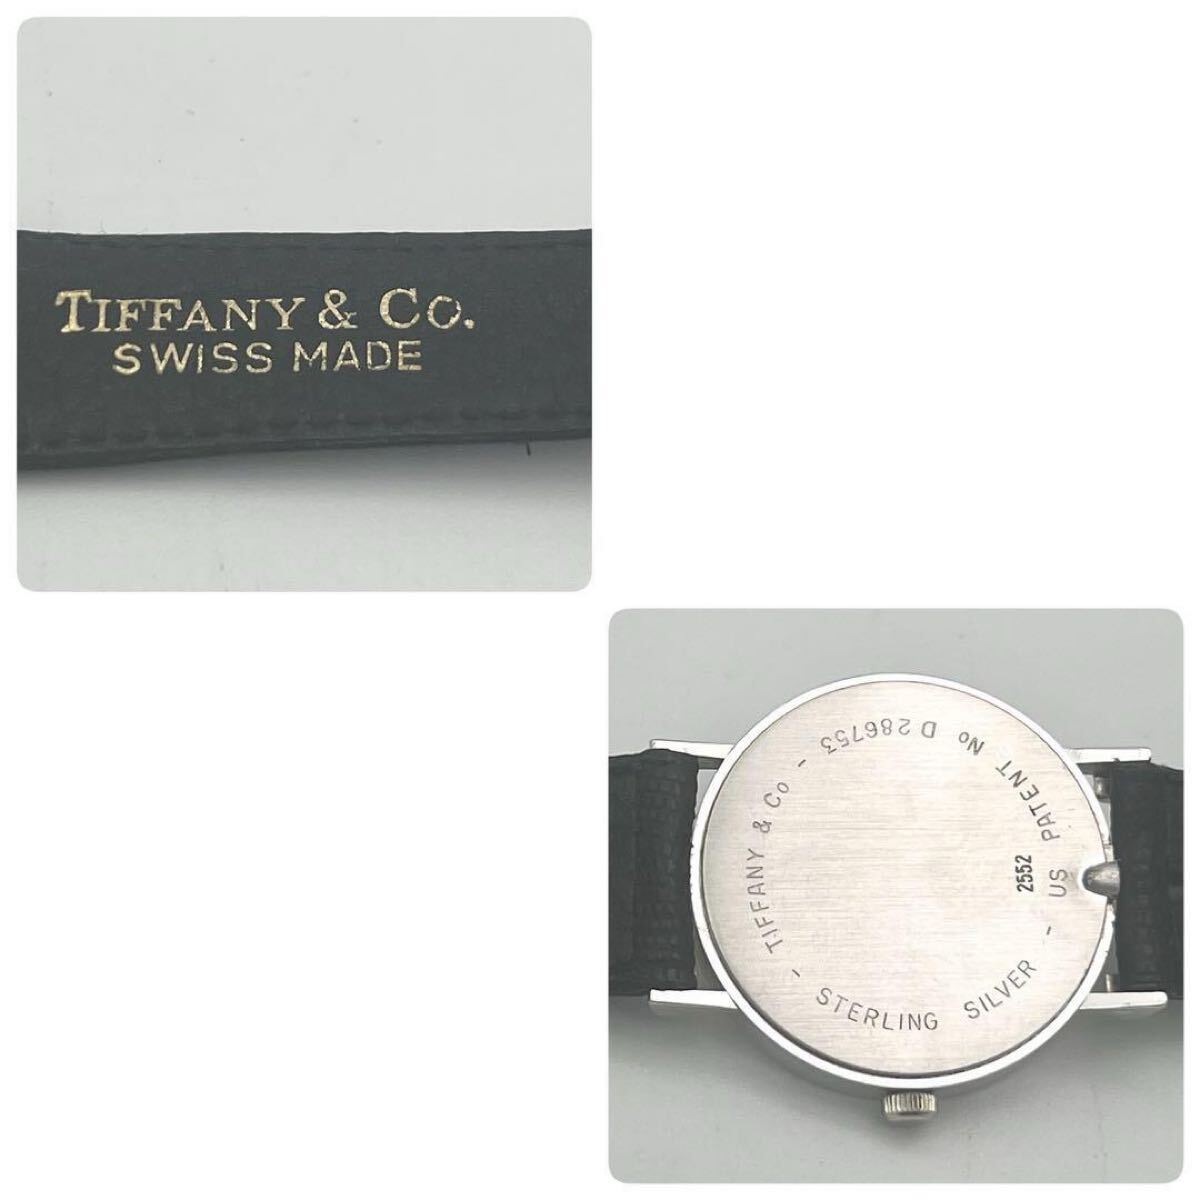 TIFFANY & CO.
SWISS MADE
- TIFFANY & Co -
D 286753
US PATENT No
2552
STERLING SILVER -